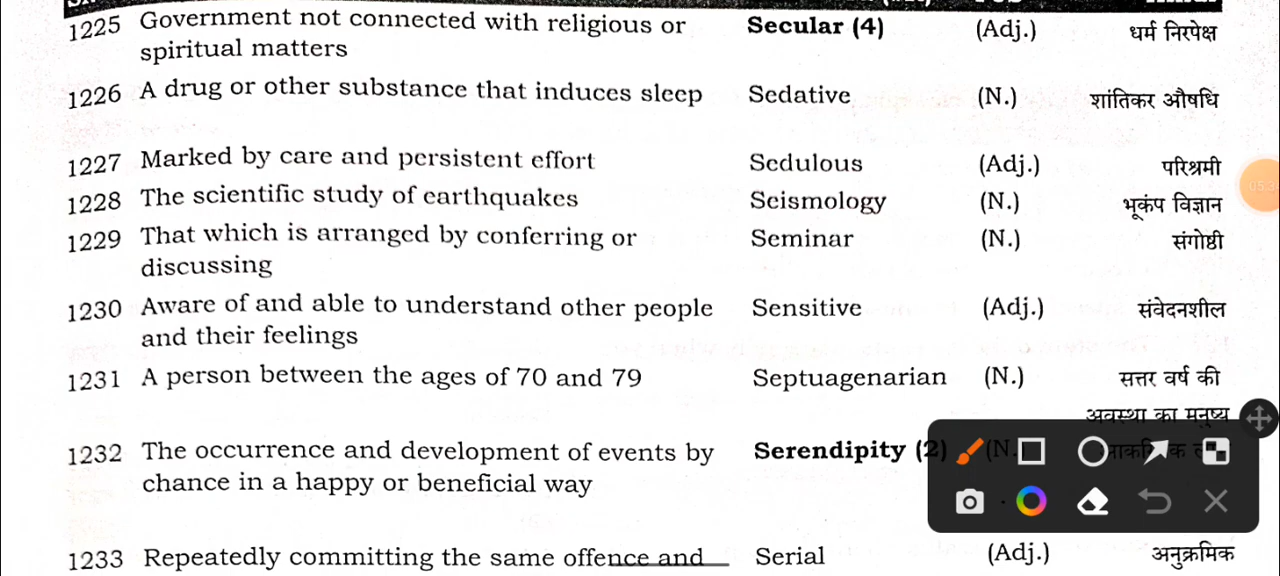 1225 Government not connected with religious or Secular (4) (Adj.) धर्म निरपेक्ष
spiritual matters
1226 A drug or other substance that induces sleep Sedative (N.) शांतिकर औषधि
1227 Marked by care and persistent effort Sedulous (Adj.) परिश्रमी
1228 The scientific study of earthquakes Seismology (N.) भूकंप विज्ञान
1229 That which is arranged by conferring or Seminar (N.) संगोष्ठी
discussing
1230 Aware of and able to understand other people Sensitive (Adj.) संवेदनशील
and their feelings
1231 A person between the ages of 70 and 79 Septuagenarian (N.) सत्तर वर्ष की
अवस्था का मनुष्य
1232 The occurrence and development of events by Serendipity (2) (N.)
chance in a happy or beneficial way
1233 Repeatedly committing the same offence and Serial (Adj.) अनुक्रमिक